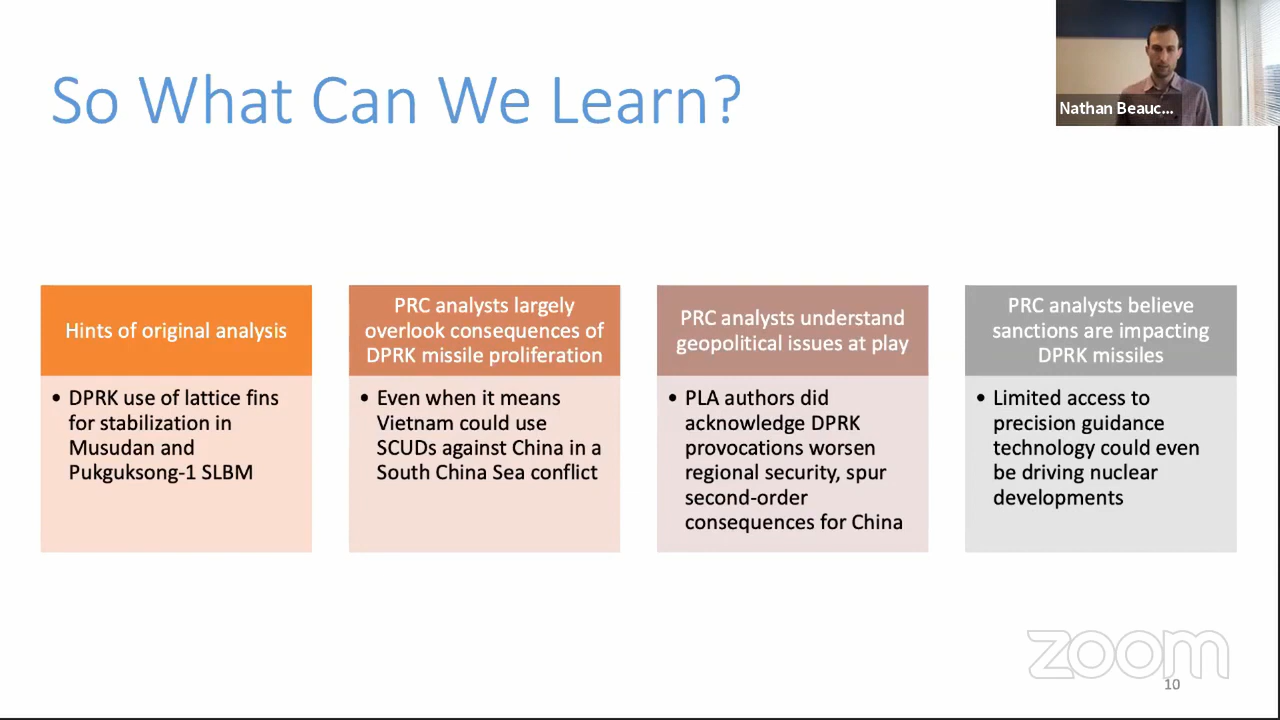 So What Can We Learn?
Nathan Beauc...
Hints of original analysis
• DPRK use of lattice fins
for stabilization in
Musudan and
Pukguksong-1 SLBM
PRC analysts largely
overlook consequences of
DPRK missile proliferation
• Even when it means
Vietnam could use
SCUDs against China in a
South China Sea conflict
PRC analysts understand
geopolitical issues at play
• PLA authors did
acknowledge DPRK
provocations worsen
regional security, spur
second-order
consequences for China
PRC analysts believe
sanctions are impacting
DPRK missiles
• Limited access to
precision guidance
technology could even
be driving nuclear
developments
zoom
10